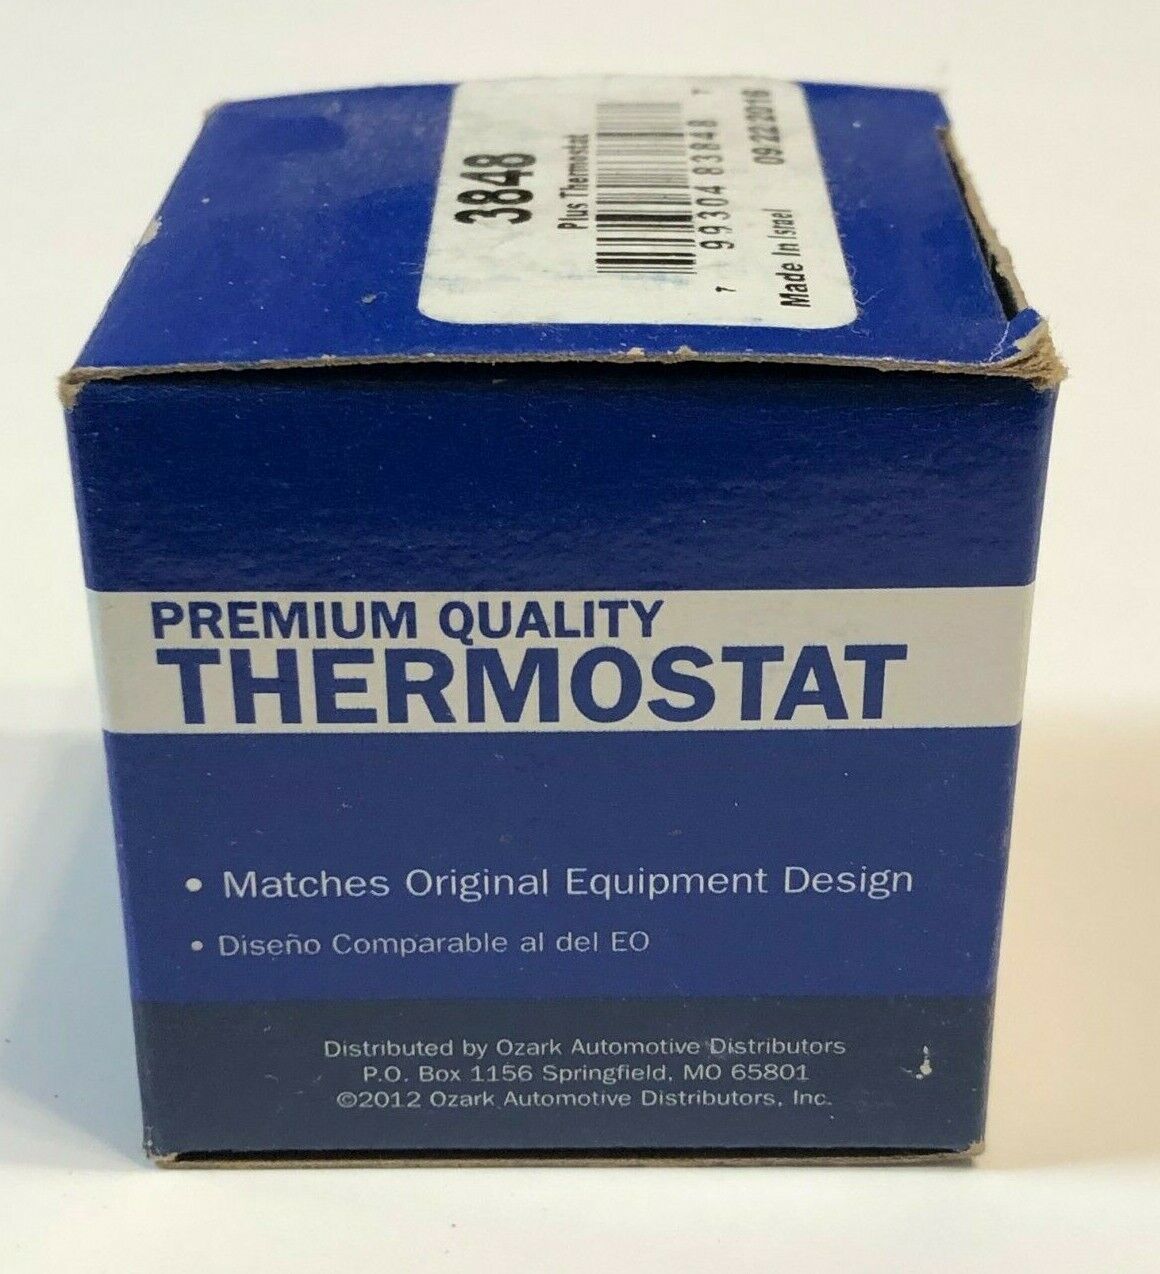 3848
Plus Thermostat
7 99304 83848 7
Made In Israel 09 22 2016
PREMIUM QUALITY
THERMOSTAT
• Matches Original Equipment Design
• Diseño Comparable al del EO
Distributed by Ozark Automotive Distributors
P.O. Box 1156 Springfield, MO 65801
©2012 Ozark Automotive Distributors, Inc.